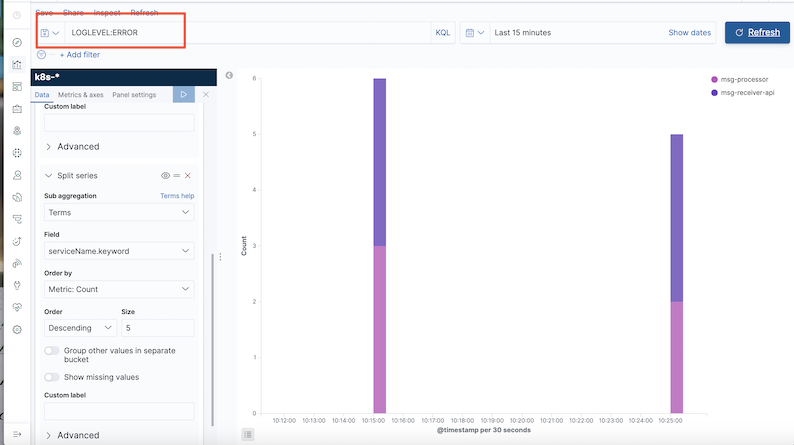 Save Share Inspect Refresh
LOGLEVEL:ERROR
KQL
Last 15 minutes
Show dates
Refresh
+ Add filter
k8s-*
Data
Metrics & axes
Panel settings
Custom label
Advanced
Split series
Sub aggregation
Terms help
Terms
Field
serviceName.keyword
Order by
Metric: Count
Order
Size
Descending
5
Group other values in separate
bucket
Show missing values
Custom label
Advanced
6
5
4
3
2
1
0
Count
10:12:00 10:13:00 10:14:00 10:15:00 10:16:00 10:17:00 10:18:00 10:19:00 10:20:00 10:21:00 10:22:00 10:23:00 10:24:00 10:25:00
@timestamp per 30 seconds
msg-processor
msg-receiver-api